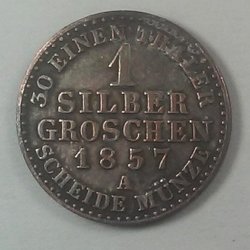 30 EINEN THALER
1
SILBER
GROSCHEN
1857
A
SCHEIDE MÜNZE